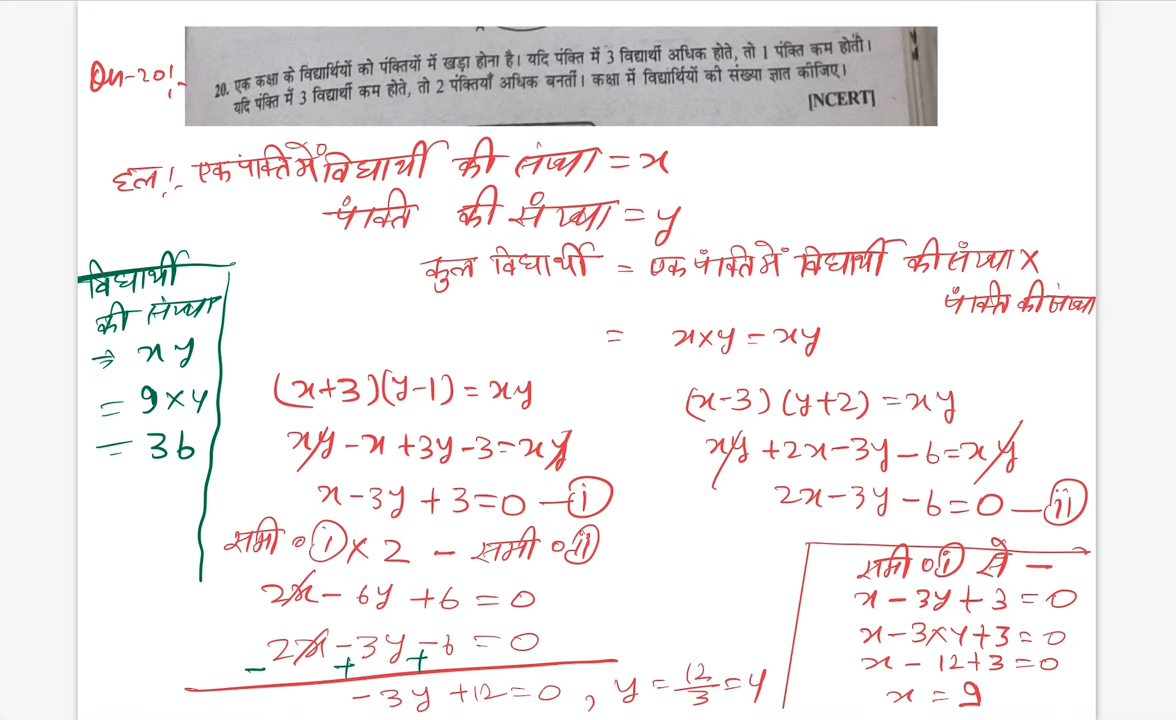 Qn-20!-
20. एक कक्षा के विद्यार्थियों को पंक्तियों में खड़ा होना है। यदि पंक्ति में 3 विद्यार्थी अधिक होते, तो 1 पंक्ति कम होती।
यदि पंक्ति में 3 विद्यार्थी कम होते, तो 2 पंक्तियाँ अधिक बनतीं। कक्षा में विद्यार्थियों की संख्या ज्ञात कीजिए।
[NCERT]
हल!- एक पंक्ति में विद्यार्थी की संख्या = x
पंक्ति की संख्या = y
कुल विद्यार्थी = एक पंक्ति में विद्यार्थी की संख्या ×
पंक्ति की संख्या
= x×y = xy
(x+3)(y-1) = xy
xy - x + 3y - 3 = xy
x - 3y + 3 = 0 — (i)
(x-3) (y+2) = xy
xy + 2x - 3y - 6 = xy
2x - 3y - 6 = 0 — (ii)
समी० (i) × 2 - समी० (ii)
2x - 6y + 6 = 0
2x - 3y - 6 = 0
- + +
-3y + 12 = 0 , y = 12/3 = 4
समी० (i) से -
x - 3y + 3 = 0
x - 3×4 + 3 = 0
x - 12 + 3 = 0
x = 9
विद्यार्थी
की संख्या
⇒ xy
= 9×4
= 36